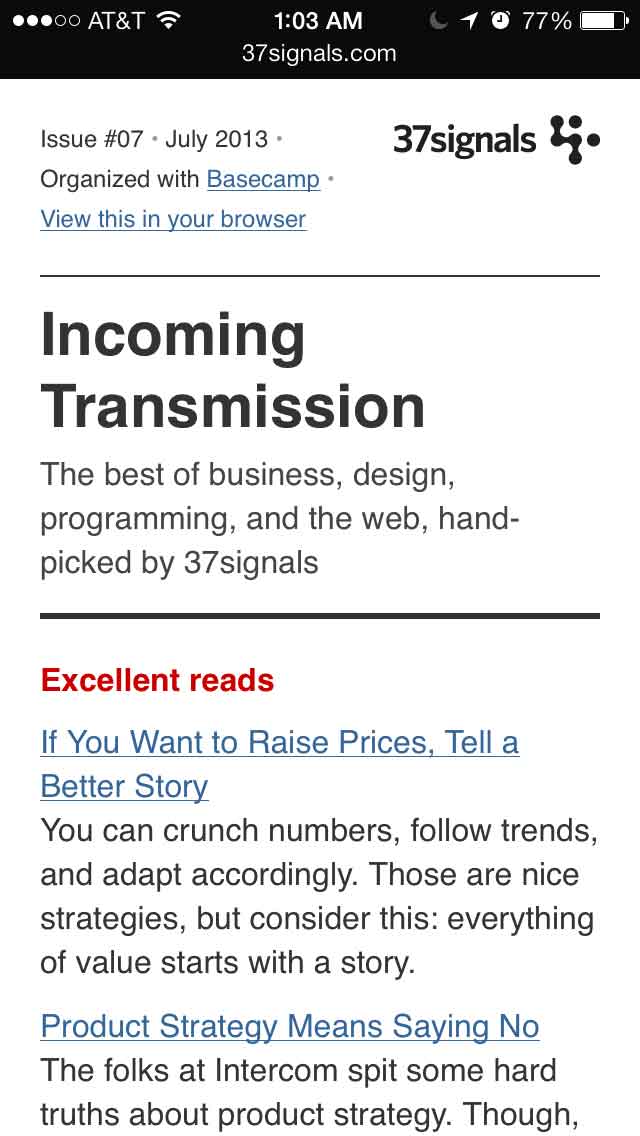 AT&T 1:03 AM 77%
37signals.com
Issue #07 • July 2013 •
37signals
Organized with Basecamp •
View this in your browser
Incoming
Transmission
The best of business, design,
programming, and the web, hand-
picked by 37signals
Excellent reads
If You Want to Raise Prices, Tell a
Better Story
You can crunch numbers, follow trends,
and adapt accordingly. Those are nice
strategies, but consider this: everything
of value starts with a story.
Product Strategy Means Saying No
The folks at Intercom spit some hard
truths about product strategy. Though,